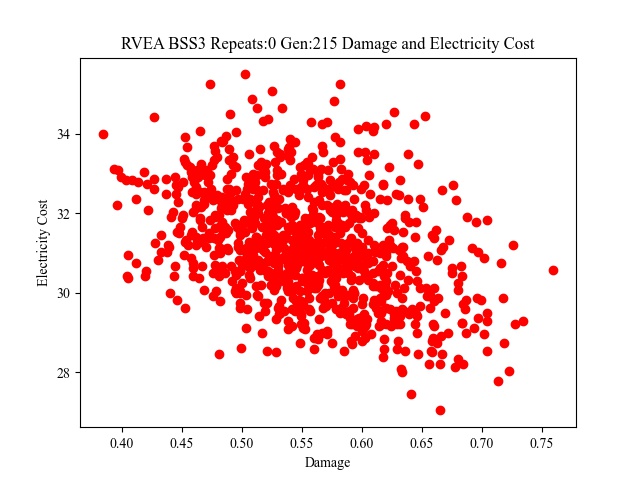 RVEA BSS3 Repeats:0 Gen:215 Damage and Electricity Cost
34
32
30
28
Electricity Cost
0.40 0.45 0.50 0.55 0.60 0.65 0.70 0.75
Damage